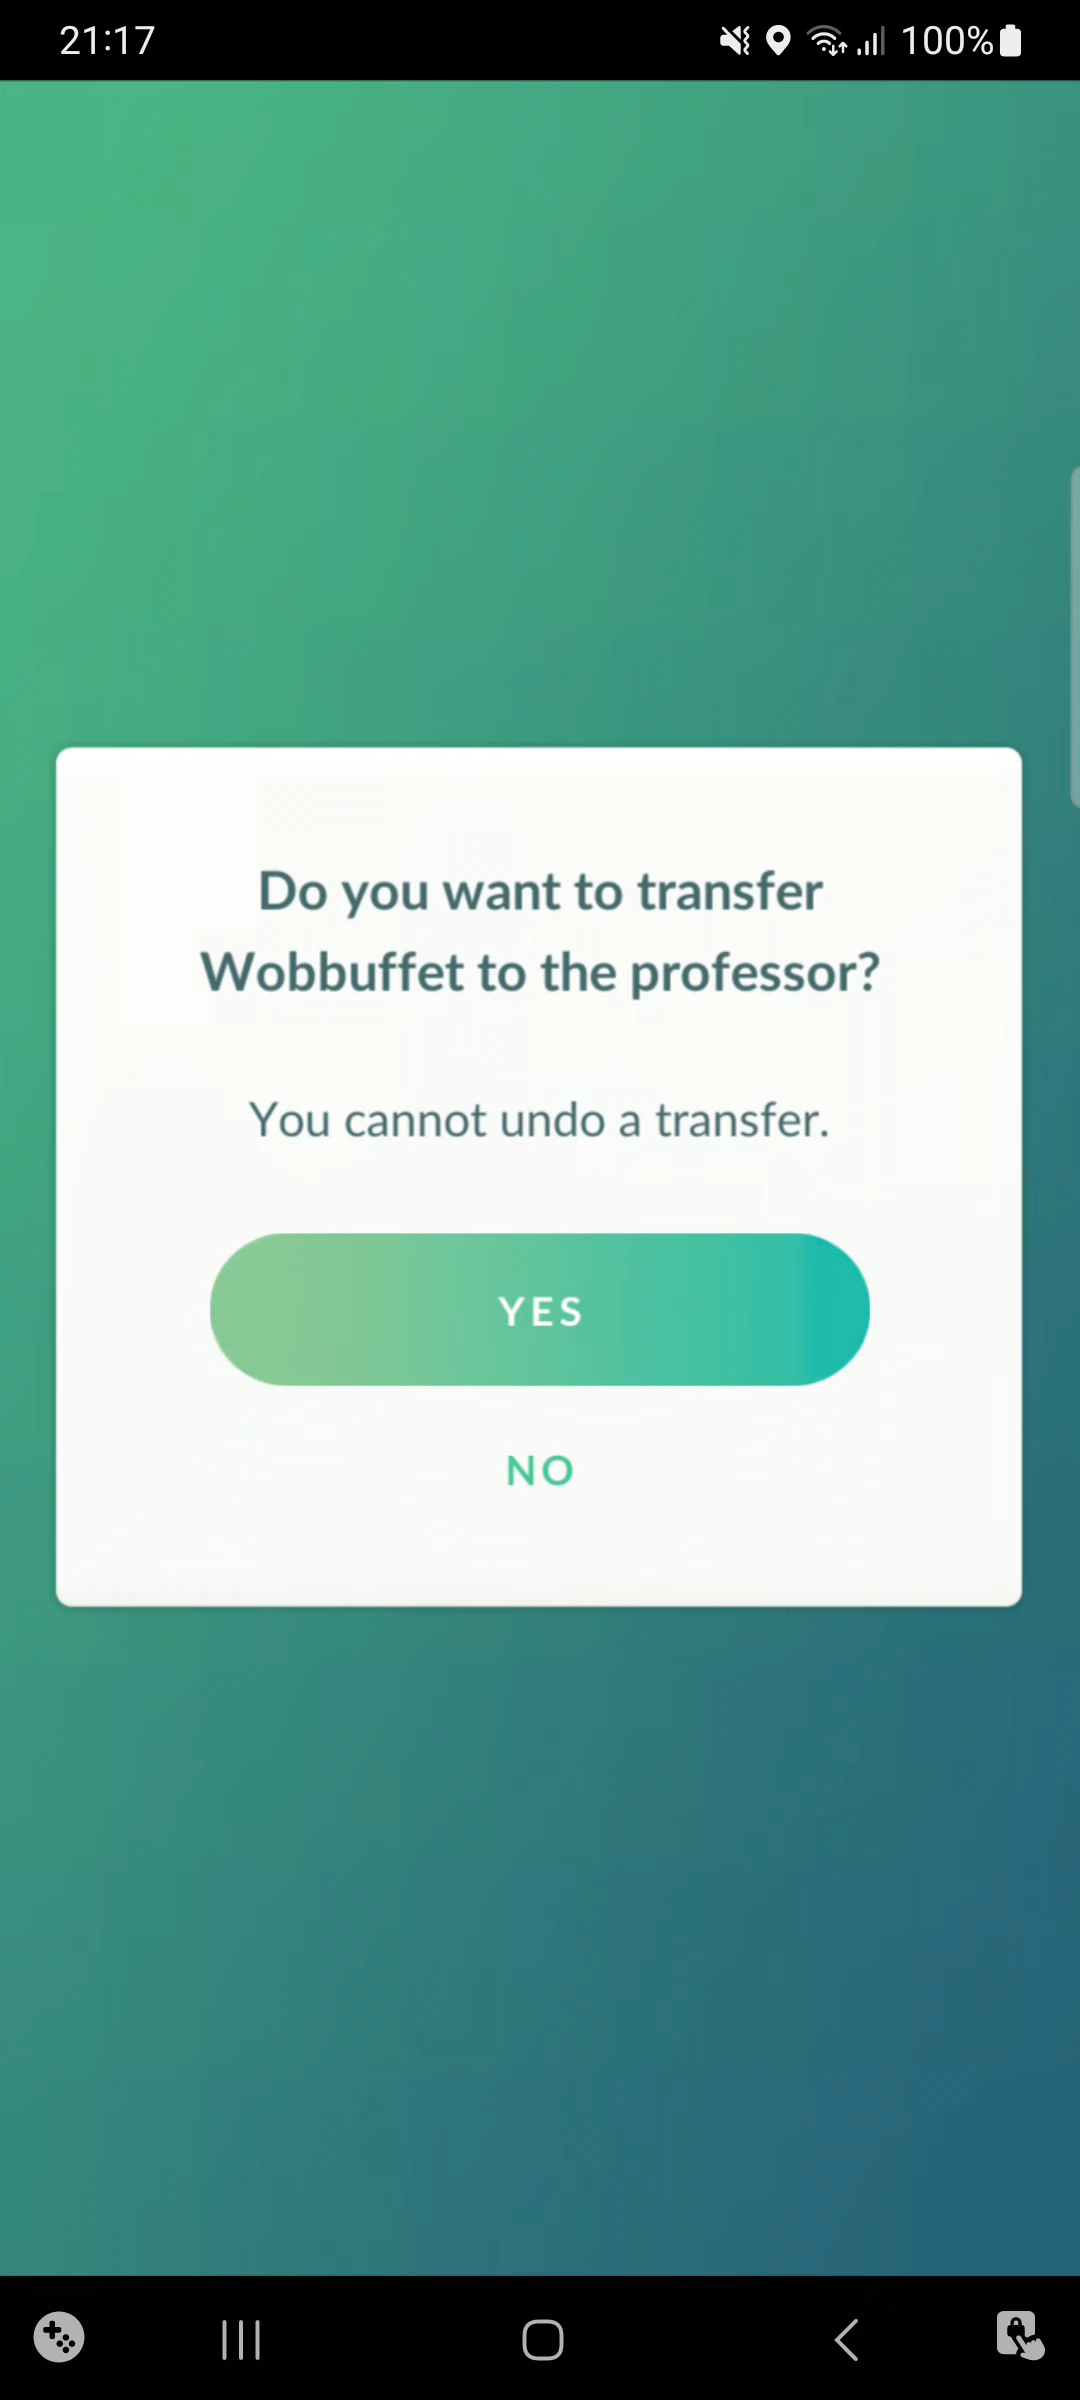 21:17
100%
Do you want to transfer
Wobbuffet to the professor?
You cannot undo a transfer.
YES
NO